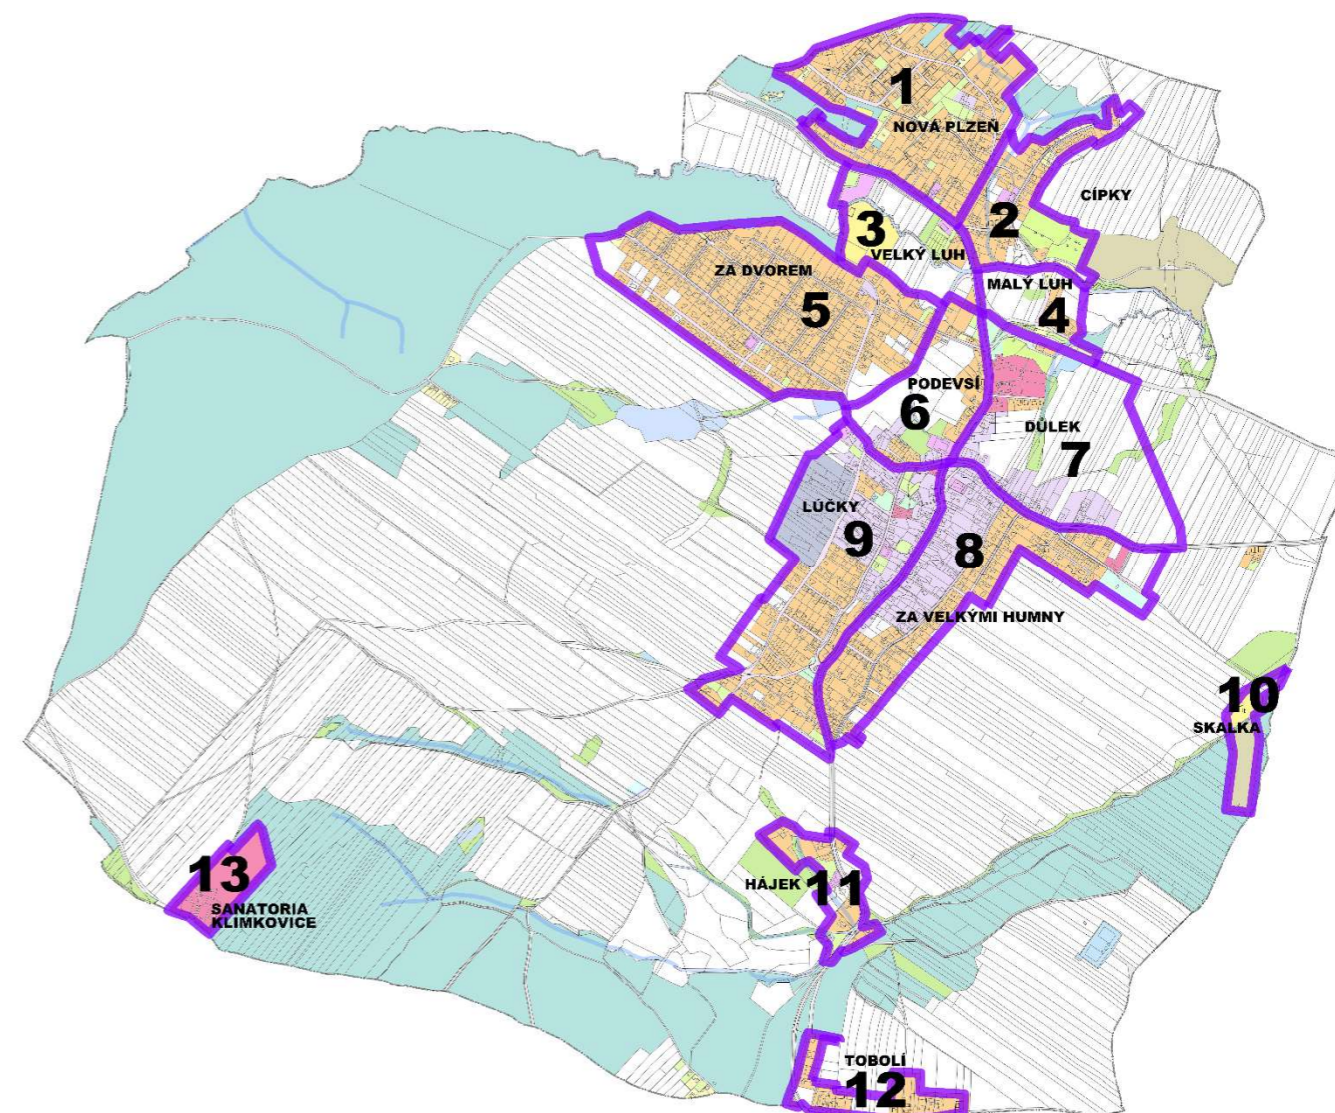 1
NOVÁ PLZEŇ
CÍPKY
2
3
VELKÝ LUH
ZA DVOREM
MALÝ LUH
4
5
PODEVSÍ
6
DŮLEK
7
LÚČKY
9
8
ZA VELKÝMI HUMNY
10
SKALKA
13
SANATORIA
KLIMKOVICE
HÁJEK
11
TOBOLÍ
12